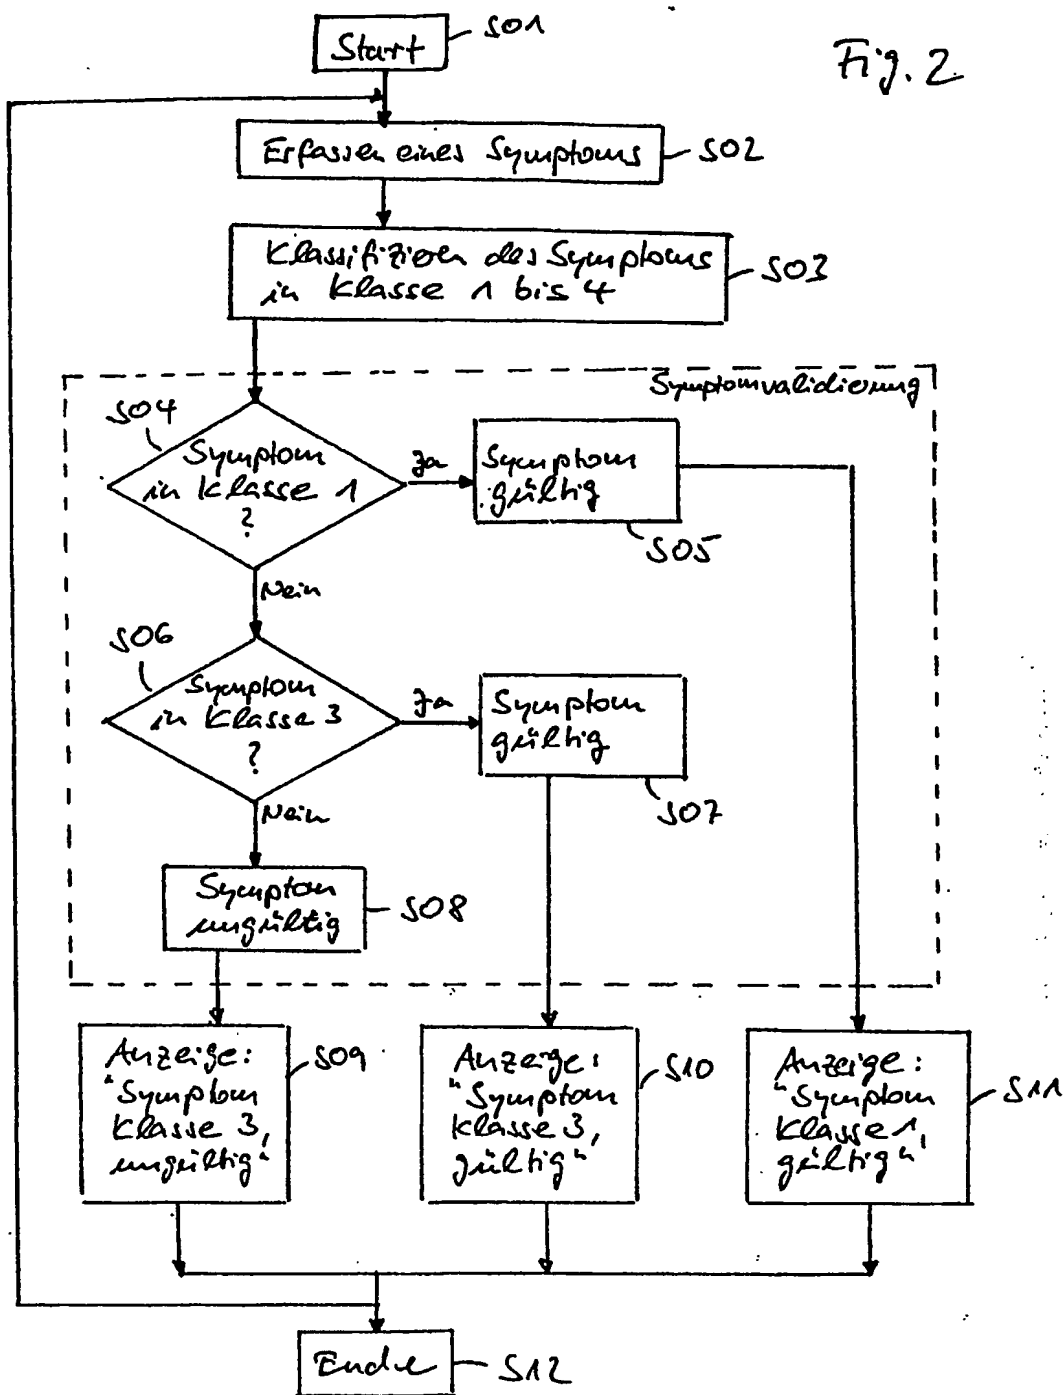 Fig. 2
Start
S01
Erfassen eines Symptoms
S02
Klassifizieren des Symptoms
in Klasse 1 bis 4
S03
Symptomvalidierung
S04
Symptom
in Klasse 1
?
Ja
Symptom
gültig
S05
Nein
S06
Symptom
in Klasse 3
?
Ja
Symptom
gültig
S07
Nein
Symptom
ungültig
S08
Anzeige:
"Symptom
Klasse 3,
ungültig"
S09
Anzeige:
"Symptom
Klasse 3,
gültig"
S10
Anzeige:
"Symptom
Klasse 1,
gültig"
S11
Ende
S12